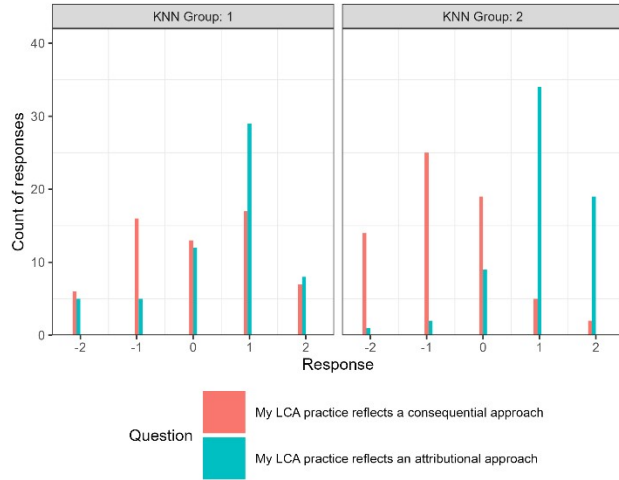 KNN Group: 1
KNN Group: 2
Count of responses
40
30
20
10
0
-2 -1 0 1 2
-2 -1 0 1 2
Response
Question
My LCA practice reflects a consequential approach
My LCA practice reflects an attributional approach